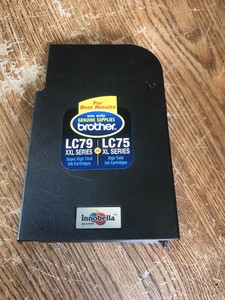 For
Best Results
use only
GENUINE SUPPLIES
brother
LC79 or LC75
XXL SERIES XL SERIES
Super High Yield High Yield
Ink Cartridges Ink Cartridges
Innobella